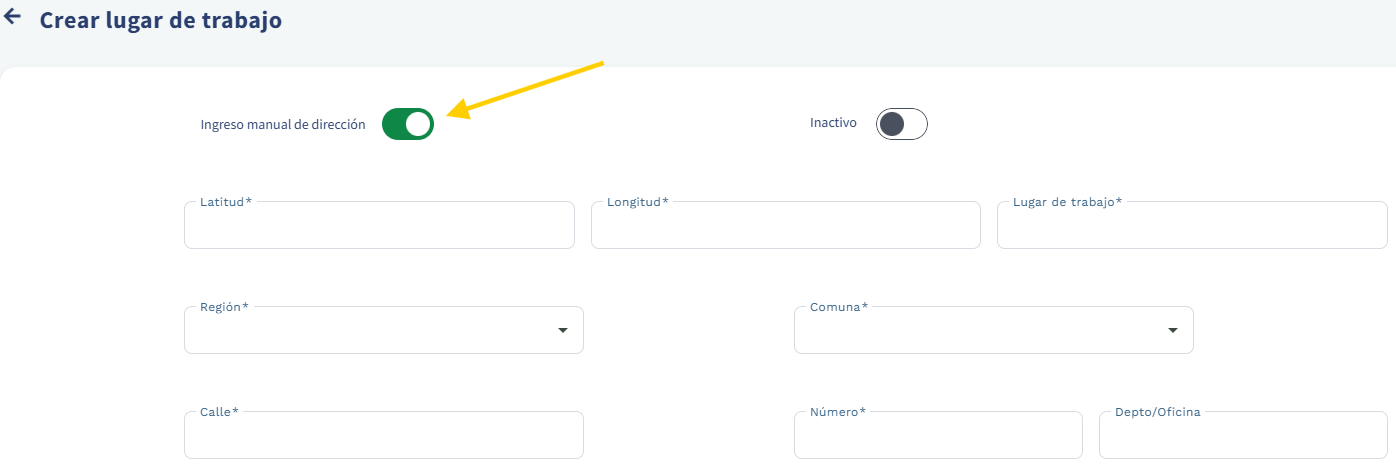 Crear lugar de trabajo
Ingreso manual de dirección
Inactivo
Latitud*
Longitud*
Lugar de trabajo*
Región*
Comuna*
Calle*
Número*
Depto/Oficina